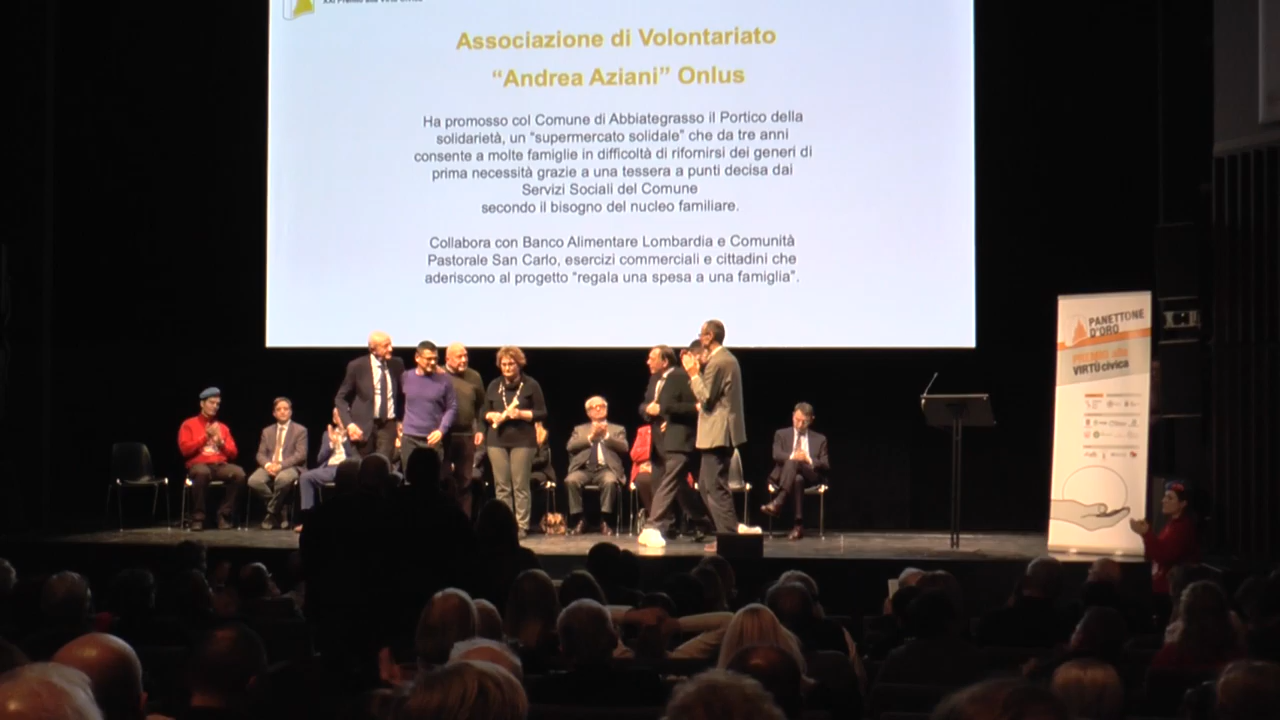 Associazione di Volontariato
“Andrea Aziani” Onlus
Ha promosso col Comune di Abbiategrasso il Portico della
solidarietà, un “supermercato solidale” che da tre anni
consente a molte famiglie in difficoltà di rifornirsi dei generi di
prima necessità grazie a una tessera a punti decisa dai
Servizi Sociali del Comune
secondo il bisogno del nucleo familiare.
Collabora con Banco Alimentare Lombardia e Comunità
Pastorale San Carlo, esercizi commerciali e cittadini che
aderiscono al progetto “regala una spesa a una famiglia”.
PANETTONE
D'ORO
PREMIO alla
VIRTÙ civica